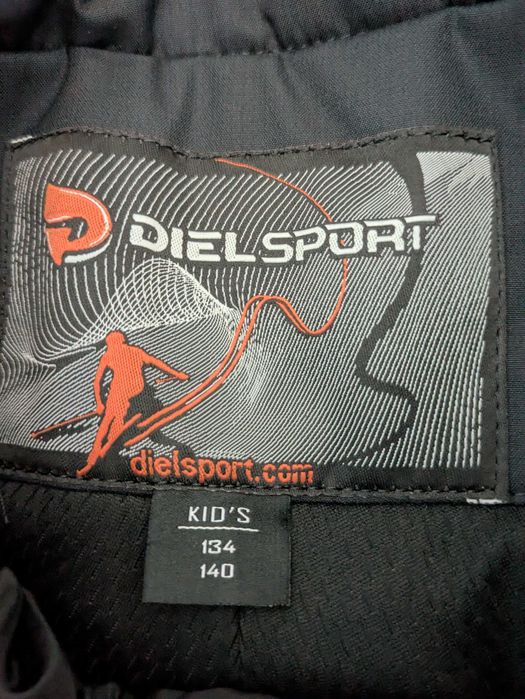 DIELSPORT
dielsport.com
KID'S
134
140